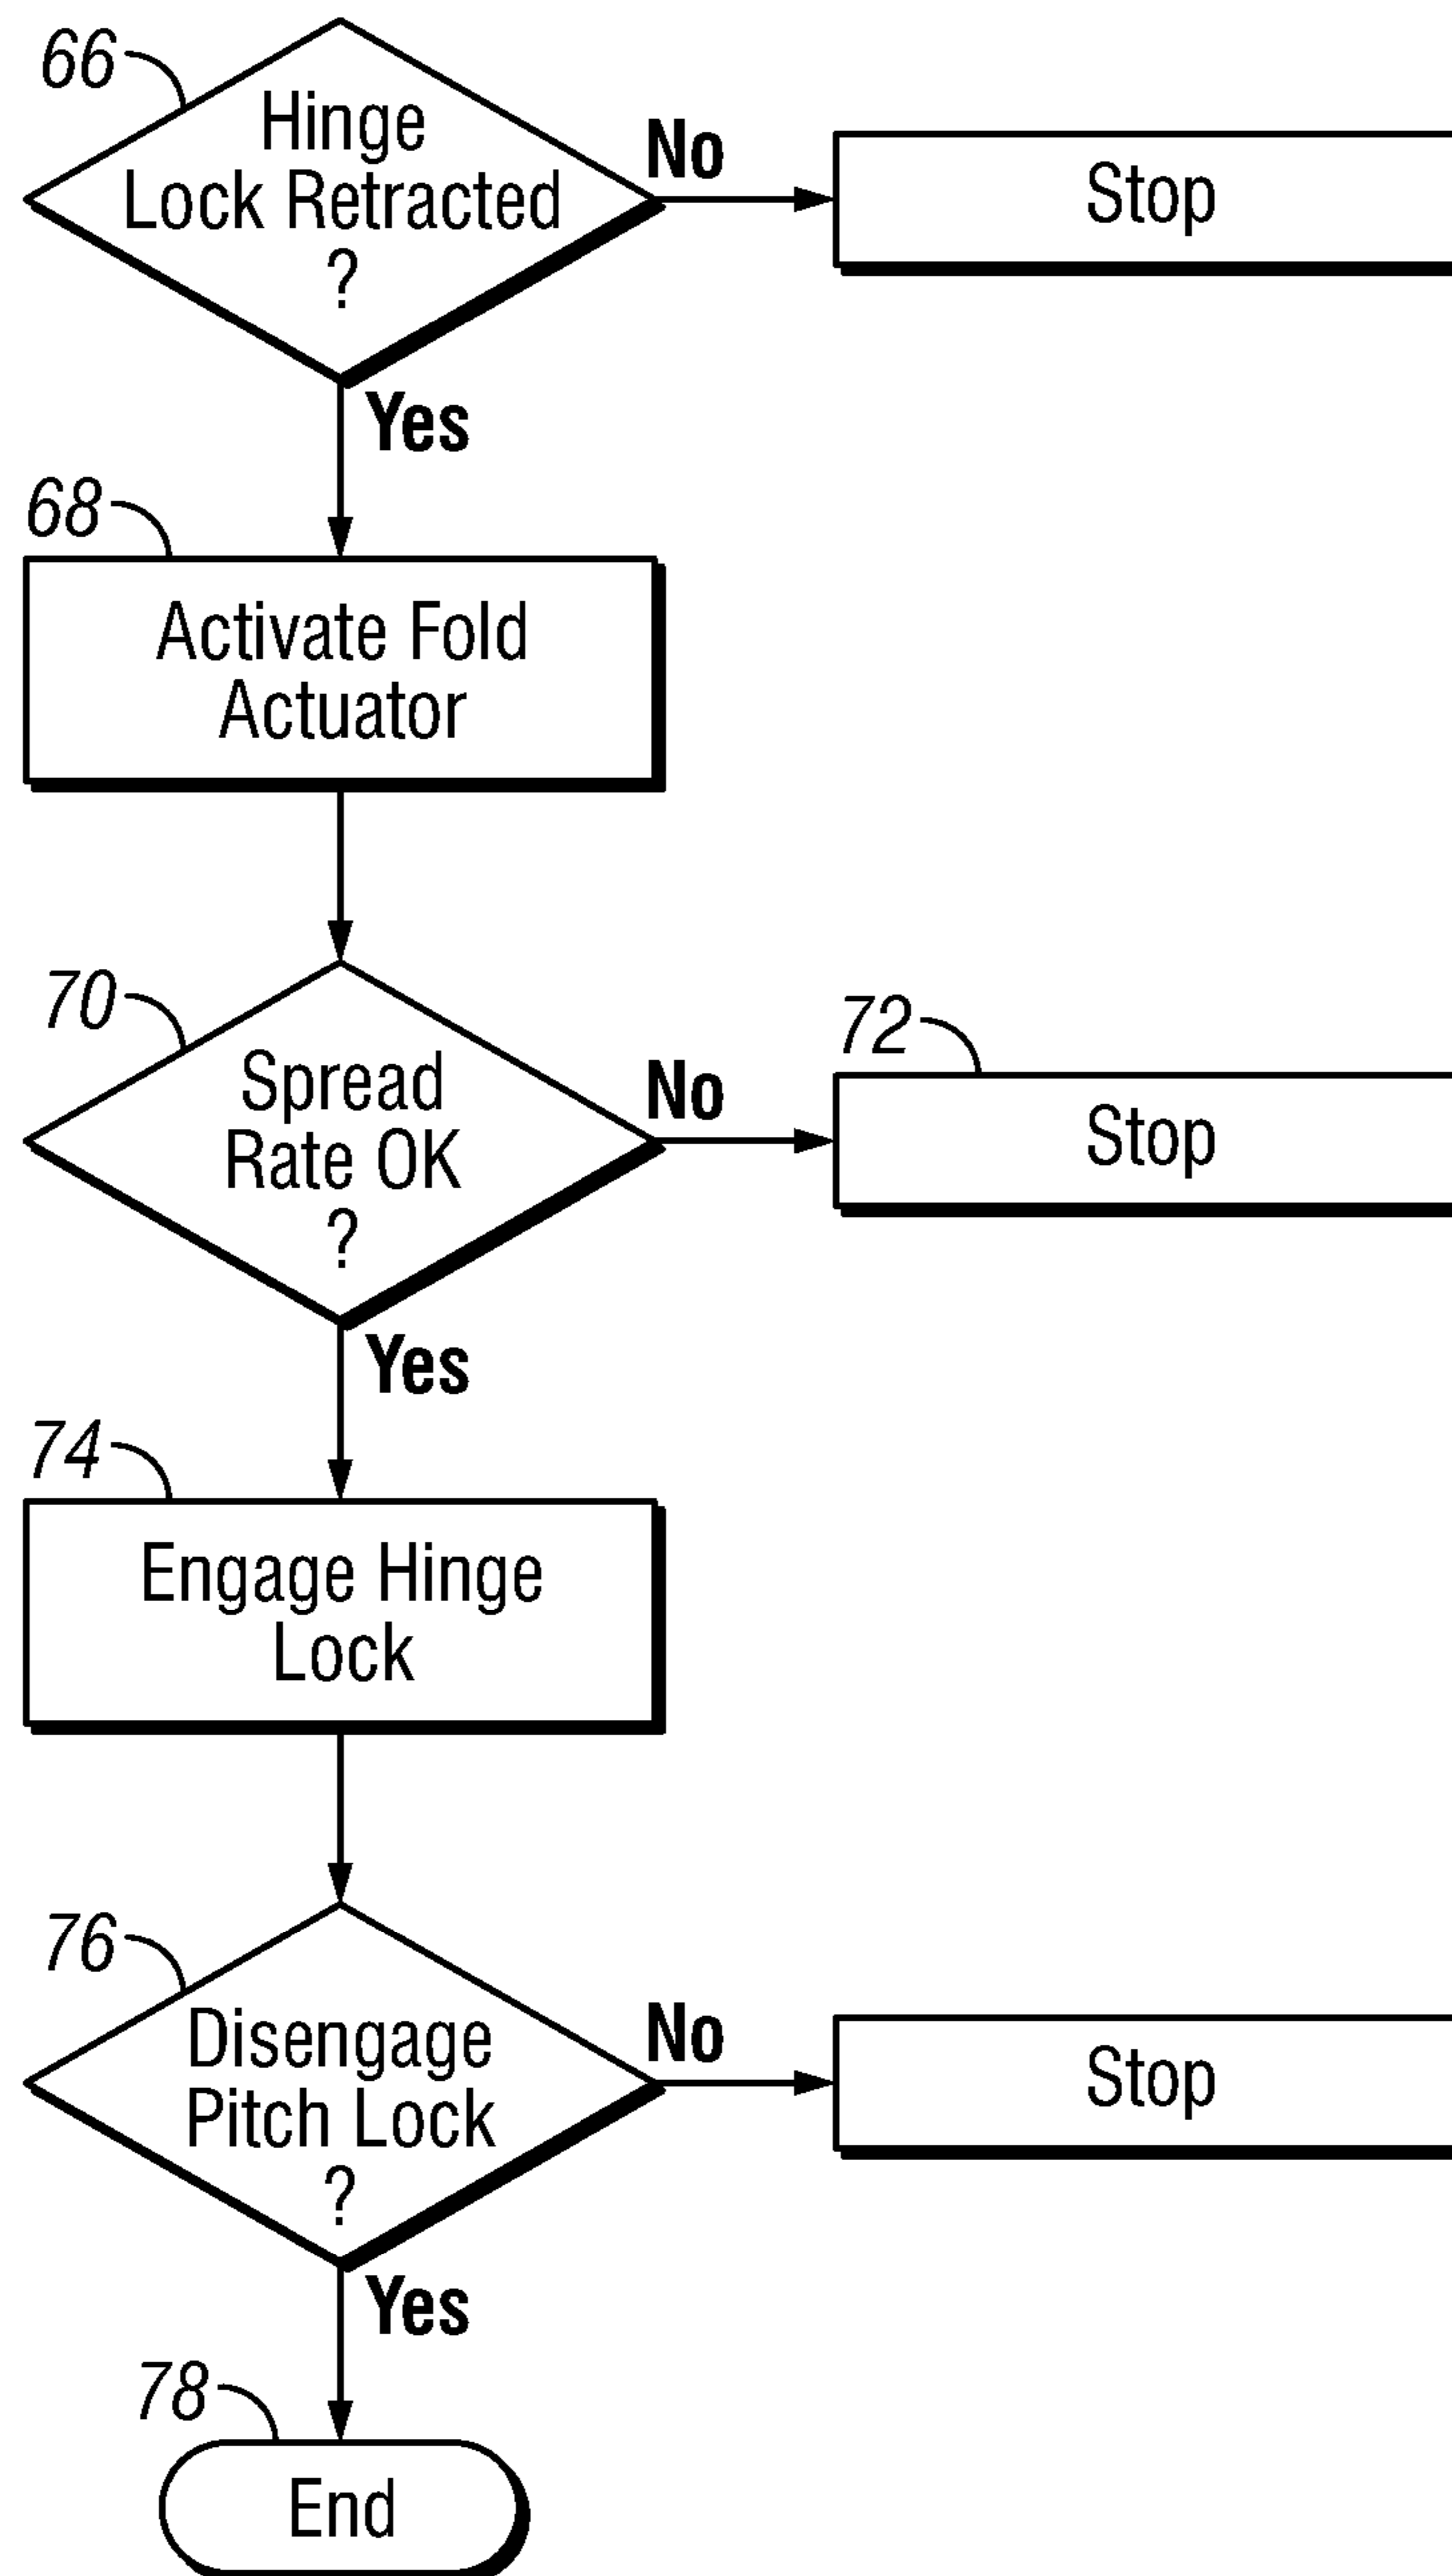 66
Hinge
Lock Retracted
?
No
Stop
Yes
68
Activate Fold
Actuator
70
Spread
Rate OK
?
No
72
Stop
Yes
74
Engage Hinge
Lock
76
Disengage
Pitch Lock
?
No
Stop
Yes
78
End